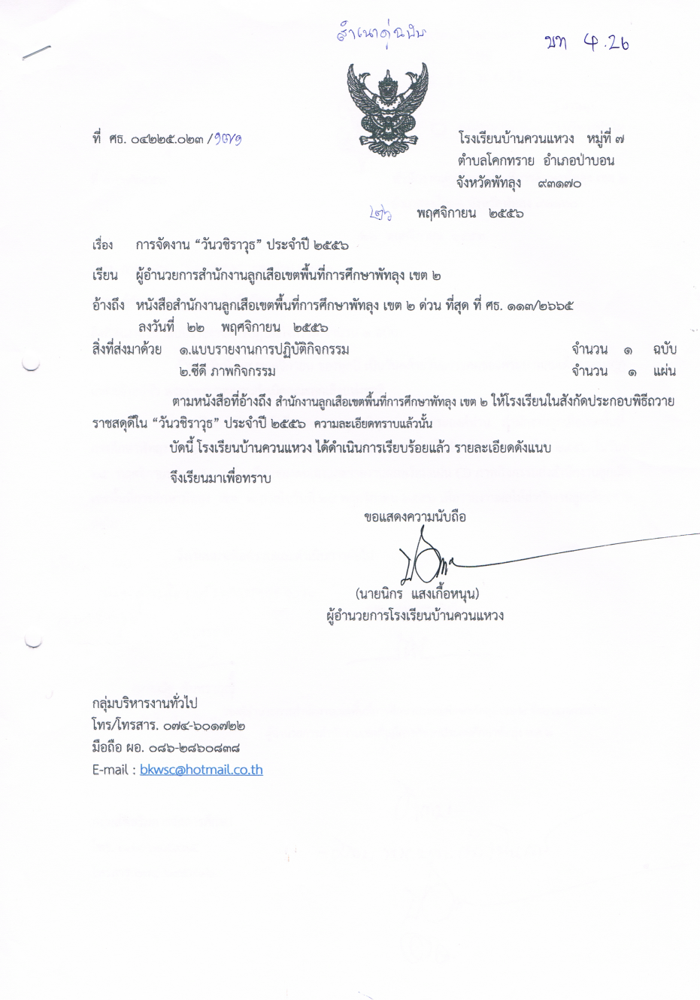 สำเนาคู่ฉบับ
บท ๔.26
ที่ ศธ. ๐๔๒๒๕.๐๒๓ /
โรงเรียนบ้านควนแหวง หมู่ที่ ๗
ตำบลโคกทราย อำเภอป่าบอน
จังหวัดพัทลุง ๙๓๑๗๐
๒๖ พฤศจิกายน ๒๕๕๖
เรื่อง การจัดงาน “วันวชิราวุธ” ประจำปี ๒๕๕๖
เรียน ผู้อำนวยการสำนักงานลูกเสือเขตพื้นที่การศึกษาพัทลุง เขต ๒
อ้างถึง หนังสือสำนักงานลูกเสือเขตพื้นที่การศึกษาพัทลุง เขต ๒ ด่วน ที่สุด ที่ ศธ. ๑๑๓/๒๖๖๕
ลงวันที่ ๒๒ พฤศจิกายน ๒๕๕๖
สิ่งที่ส่งมาด้วย ๑.แบบรายงานการปฏิบัติกิจกรรม จำนวน ๑ ฉบับ
๒.ซีดี ภาพกิจกรรม จำนวน ๑ แผ่น
ตามหนังสือที่อ้างถึง สำนักงานลูกเสือเขตพื้นที่การศึกษาพัทลุง เขต ๒ ให้โรงเรียนในสังกัดประกอบพิธีถวาย
ราชสดุดีใน “วันวชิราวุธ” ประจำปี ๒๕๕๖ ความละเอียดทราบแล้วนั้น
บัดนี้ โรงเรียนบ้านควนแหวง ได้ดำเนินการเรียบร้อยแล้ว รายละเอียดดังแนบ
จึงเรียนมาเพื่อทราบ
ขอแสดงความนับถือ
(นายนิกร แสงเกื้อหนุน)
ผู้อำนวยการโรงเรียนบ้านควนแหวง
กลุ่มบริหารงานทั่วไป
โทร/โทรสาร. ๐๗๔-๖๐๑๗๒๒
มือถือ ผอ. ๐๘๖-๒๘๖๐๘๓๘
E-mail : bkwsc@hotmail.co.th